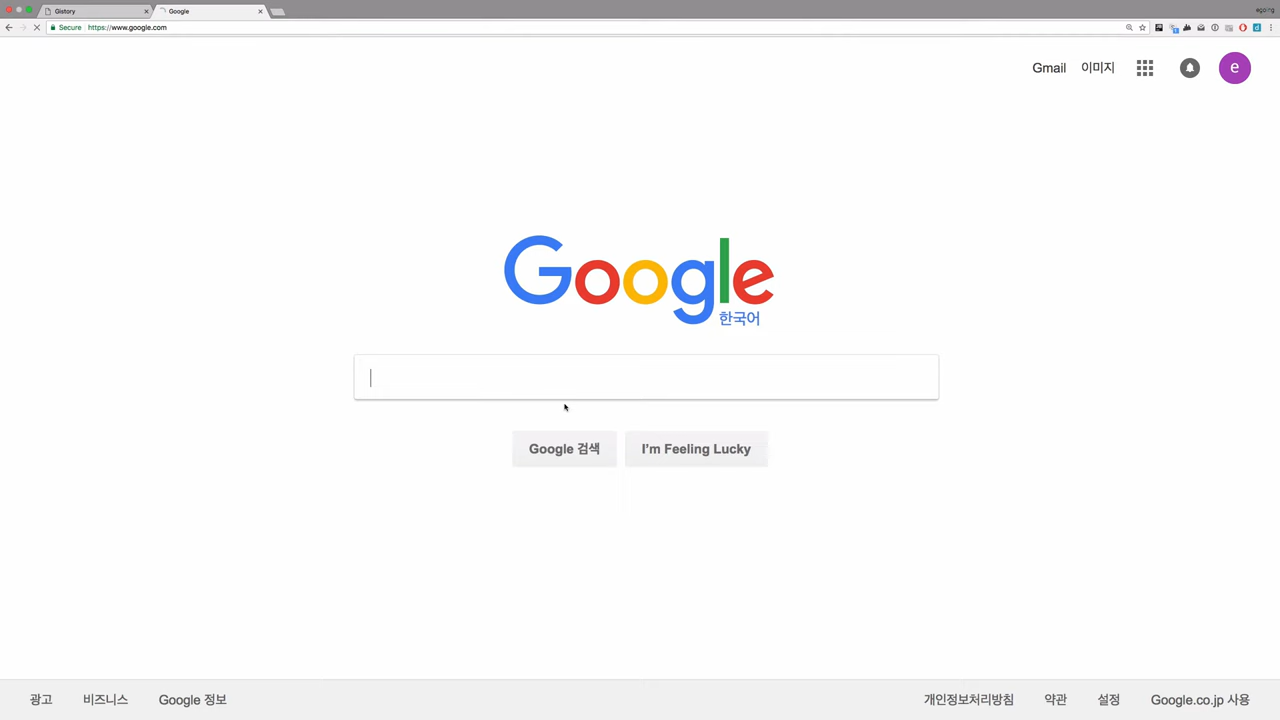 Gistory
Google
egoing
Secure https://www.google.com
Gmail 이미지
e
Google
한국어
Google 검색 I'm Feeling Lucky
광고 비즈니스 Google 정보 개인정보처리방침 약관 설정 Google.co.jp 사용